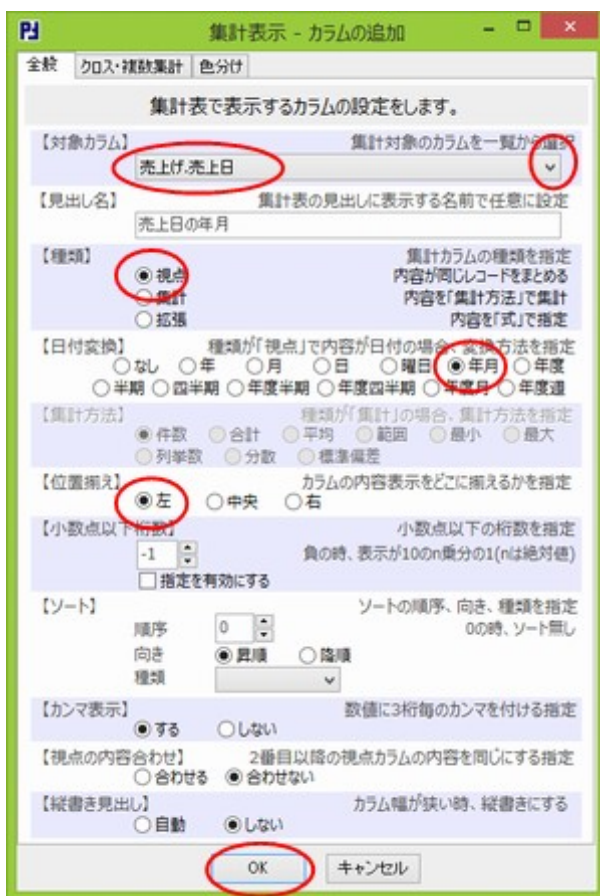 集計表示 - カラムの追加
全般 クロス・複数集計 色分け
集計表で表示するカラムの設定をします。
【対象カラム】 集計対象のカラムを一覧から選択
売上げ.売上日
【見出し名】 集計表の見出しに表示する名前で任意に設定
売上日の年月
【種類】 集計カラムの種類を指定
視点 内容が同じレコードをまとめる
集計 内容を「集計方法」で集計
拡張 内容を「式」で指定
【日付変換】 種類が「視点」で内容が日付の場合、変換方法を指定
なし 年 月 日 曜日 年月 年度
半期 四半期 年度半期 年度四半期 年度月 年度週
【集計方法】 種類が「集計」の場合、集計方法を指定
件数 合計 平均 範囲 最小 最大
列挙数 分散 標準偏差
【位置揃え】 カラムの内容表示をどこに揃えるかを指定
左 中央 右
【小数点以下桁数】 小数点以下の桁数を指定
-1 負の時、表示が10のn乗分の1(nは絶対値)
指定を有効にする
【ソート】 ソートの順序、向き、種類を指定
順序 0 0の時、ソート無し
向き 昇順 降順
種類
【カンマ表示】 数値に3桁毎のカンマを付ける指定
する しない
【視点の内容合わせ】 2番目以降の視点カラムの内容を同じにする指定
合わせる 合わせない
【縦書き見出し】 カラム幅が狭い時、縦書きにする
自動 しない
OK キャンセル